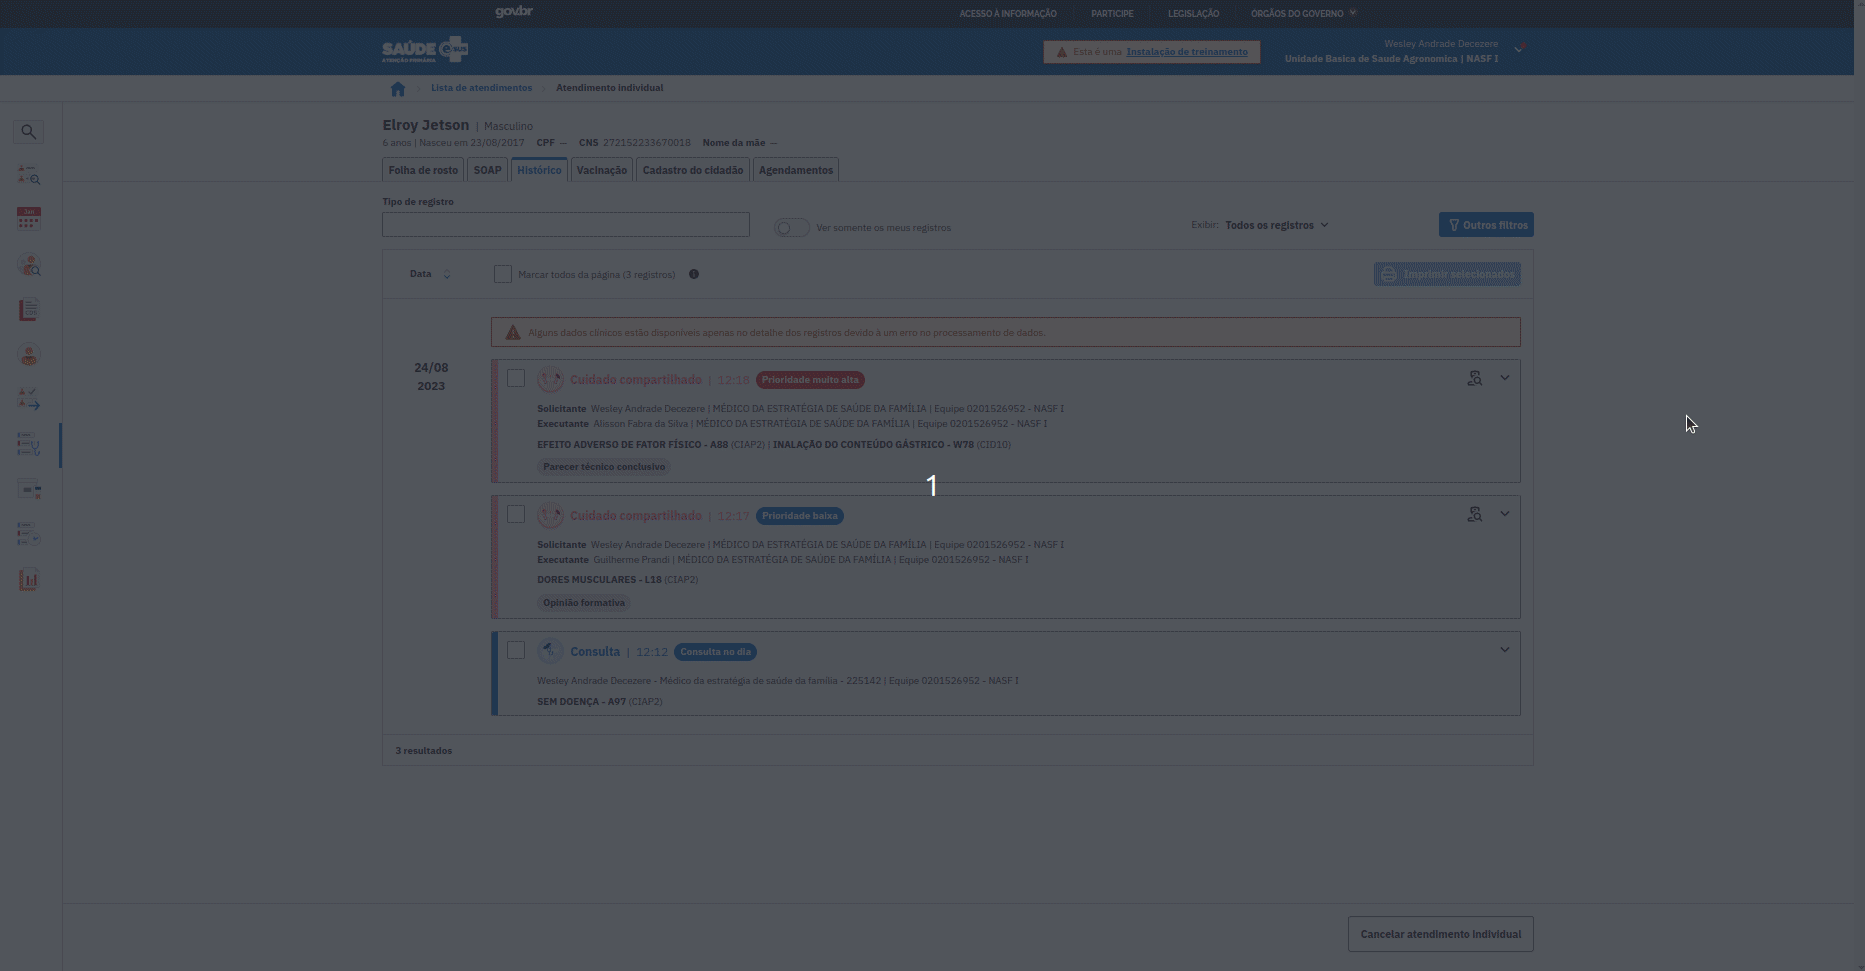 govbr
ACESSO À INFORMAÇÃO
PARTICIPE
LEGISLAÇÃO
ÓRGÃOS DO GOVERNO
SAÚDE e-SUS
ATENÇÃO PRIMÁRIA
Esta é uma Instalação de treinamento
Wesley Andrade Decezere
Unidade Basica de Saude Agronomica | NASF I
Lista de atendimentos
Atendimento individual
Elroy Jetson | Masculino
6 anos | Nasceu em 23/08/2017 CPF — CNS 272152233670018 Nome da mãe —
Folha de rosto
SOAP
Histórico
Vacinação
Cadastro do cidadão
Agendamentos
Jan
Tipo de registro
Ver somente os meus registros
Exibir: Todos os registros
Outros filtros
Data
Marcar todos da página (3 registros)
Imprimir selecionados
Alguns dados clínicos estão disponíveis apenas no detalhe dos registros devido à um erro no processamento de dados.
24/08
2023
Cuidado compartilhado | 12:18 Prioridade muito alta
Solicitante Wesley Andrade Decezere | MÉDICO DA ESTRATÉGIA DE SAÚDE DA FAMÍLIA | Equipe 0201526952 - NASF I
Executante Alisson Fabra da Silva | MÉDICO DA ESTRATÉGIA DE SAÚDE DA FAMÍLIA | Equipe 0201526952 - NASF I
EFEITO ADVERSO DE FATOR FÍSICO - A88 (CIAP2) | INALAÇÃO DO CONTEÚDO GÁSTRICO - W78 (CID10)
Parecer técnico conclusivo
1
Cuidado compartilhado | 12:17 Prioridade baixa
Solicitante Wesley Andrade Decezere | MÉDICO DA ESTRATÉGIA DE SAÚDE DA FAMÍLIA | Equipe 0201526952 - NASF I
Executante Guilherme Prandi | MÉDICO DA ESTRATÉGIA DE SAÚDE DA FAMÍLIA | Equipe 0201526952 - NASF I
DORES MUSCULARES - L18 (CIAP2)
Opinião formativa
Consulta | 12:12 Consulta no dia
Wesley Andrade Decezere - Médico da estratégia de saúde da família - 225142 | Equipe 0201526952 - NASF I
SEM DOENÇA - A97 (CIAP2)
3 resultados
Cancelar atendimento individual